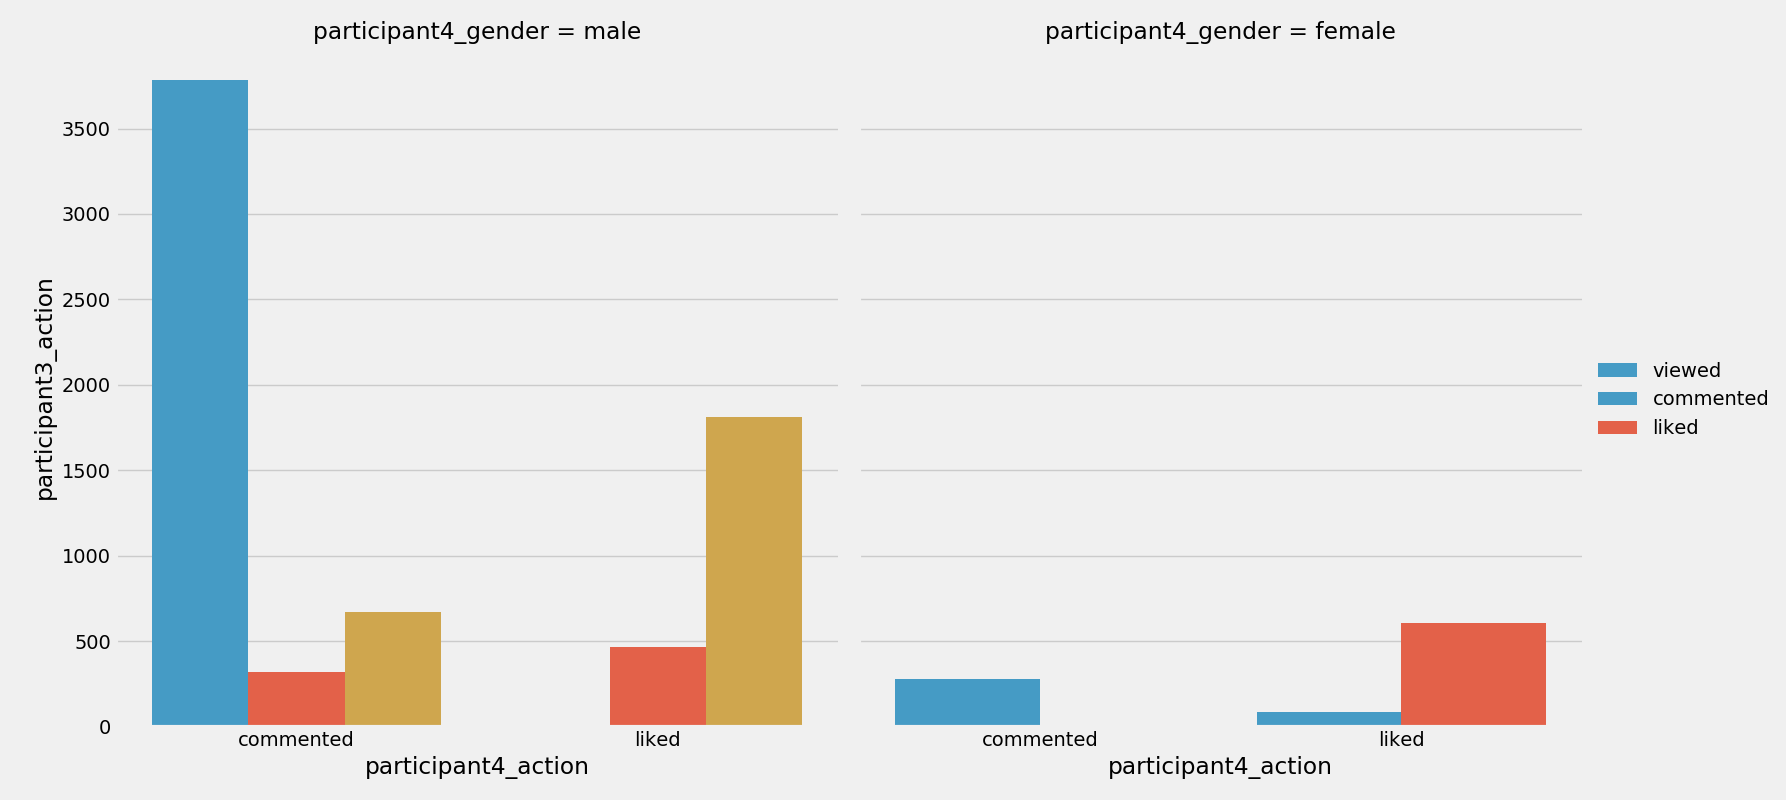 participant4_gender = male
participant4_gender = female
3500
3000
2500
2000
1500
1000
500
0
participant3_action
commented
liked
commented
liked
participant4_action
participant4_action
viewed
commented
liked